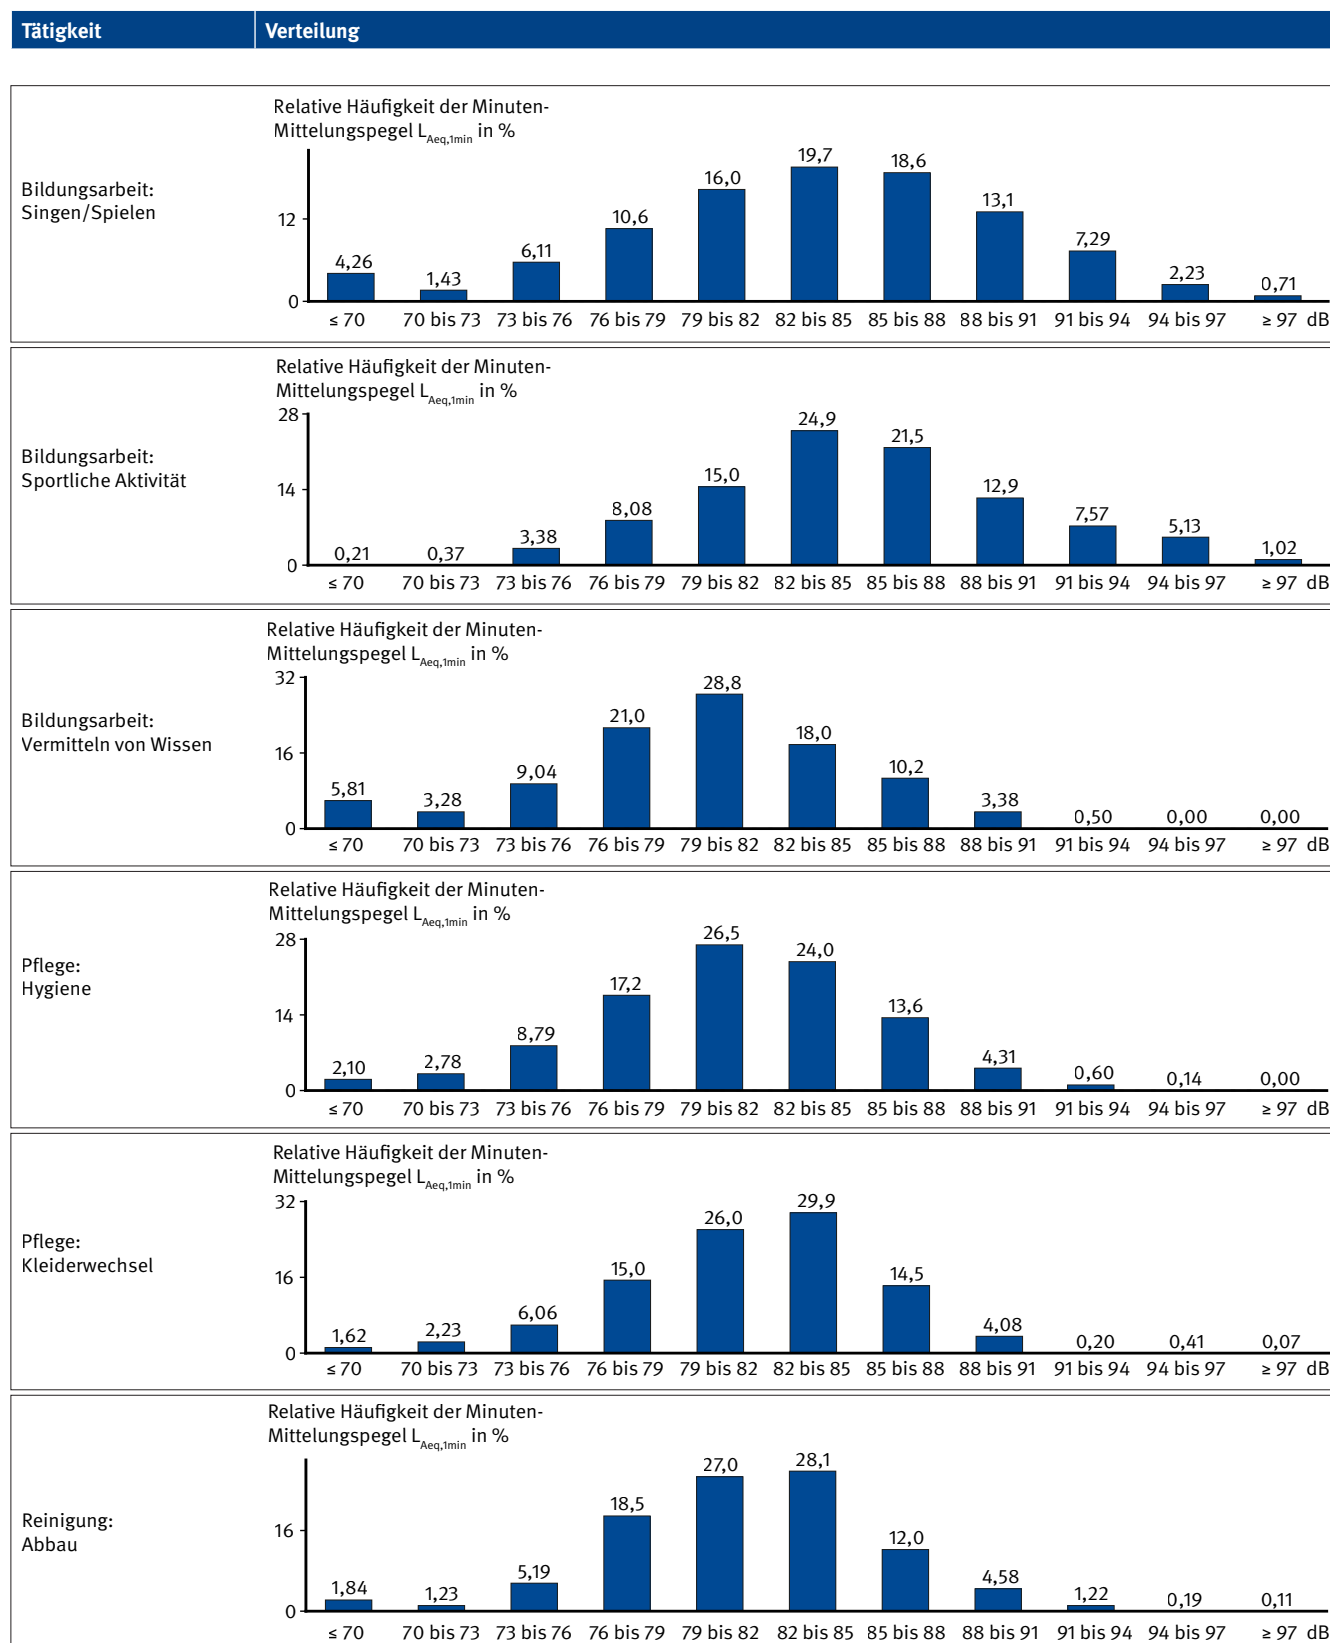 Tätigkeit Verteilung
Relative Häufigkeit der Minuten-
Mittelungspegel LAeq,1min in %
Bildungsarbeit:
Singen/Spielen
12
0
4,26 1,43 6,11 10,6 16,0 19,7 18,6 13,1 7,29 2,23 0,71
≤ 70 70 bis 73 73 bis 76 76 bis 79 79 bis 82 82 bis 85 85 bis 88 88 bis 91 91 bis 94 94 bis 97 ≥ 97 dB
Relative Häufigkeit der Minuten-
Mittelungspegel LAeq,1min in %
Bildungsarbeit:
Sportliche Aktivität
28
14
0
0,21 0,37 3,38 8,08 15,0 24,9 21,5 12,9 7,57 5,13 1,02
≤ 70 70 bis 73 73 bis 76 76 bis 79 79 bis 82 82 bis 85 85 bis 88 88 bis 91 91 bis 94 94 bis 97 ≥ 97 dB
Relative Häufigkeit der Minuten-
Mittelungspegel LAeq,1min in %
Bildungsarbeit:
Vermitteln von Wissen
32
16
0
5,81 3,28 9,04 21,0 28,8 18,0 10,2 3,38 0,50 0,00 0,00
≤ 70 70 bis 73 73 bis 76 76 bis 79 79 bis 82 82 bis 85 85 bis 88 88 bis 91 91 bis 94 94 bis 97 ≥ 97 dB
Relative Häufigkeit der Minuten-
Mittelungspegel LAeq,1min in %
Pflege:
Hygiene
28
14
0
2,10 2,78 8,79 17,2 26,5 24,0 13,6 4,31 0,60 0,14 0,00
≤ 70 70 bis 73 73 bis 76 76 bis 79 79 bis 82 82 bis 85 85 bis 88 88 bis 91 91 bis 94 94 bis 97 ≥ 97 dB
Relative Häufigkeit der Minuten-
Mittelungspegel LAeq,1min in %
Pflege:
Kleiderwechsel
32
16
0
1,62 2,23 6,06 15,0 26,0 29,9 14,5 4,08 0,20 0,41 0,07
≤ 70 70 bis 73 73 bis 76 76 bis 79 79 bis 82 82 bis 85 85 bis 88 88 bis 91 91 bis 94 94 bis 97 ≥ 97 dB
Relative Häufigkeit der Minuten-
Mittelungspegel LAeq,1min in %
Reinigung:
Abbau
16
0
1,84 1,23 5,19 18,5 27,0 28,1 12,0 4,58 1,22 0,19 0,11
≤ 70 70 bis 73 73 bis 76 76 bis 79 79 bis 82 82 bis 85 85 bis 88 88 bis 91 91 bis 94 94 bis 97 ≥ 97 dB